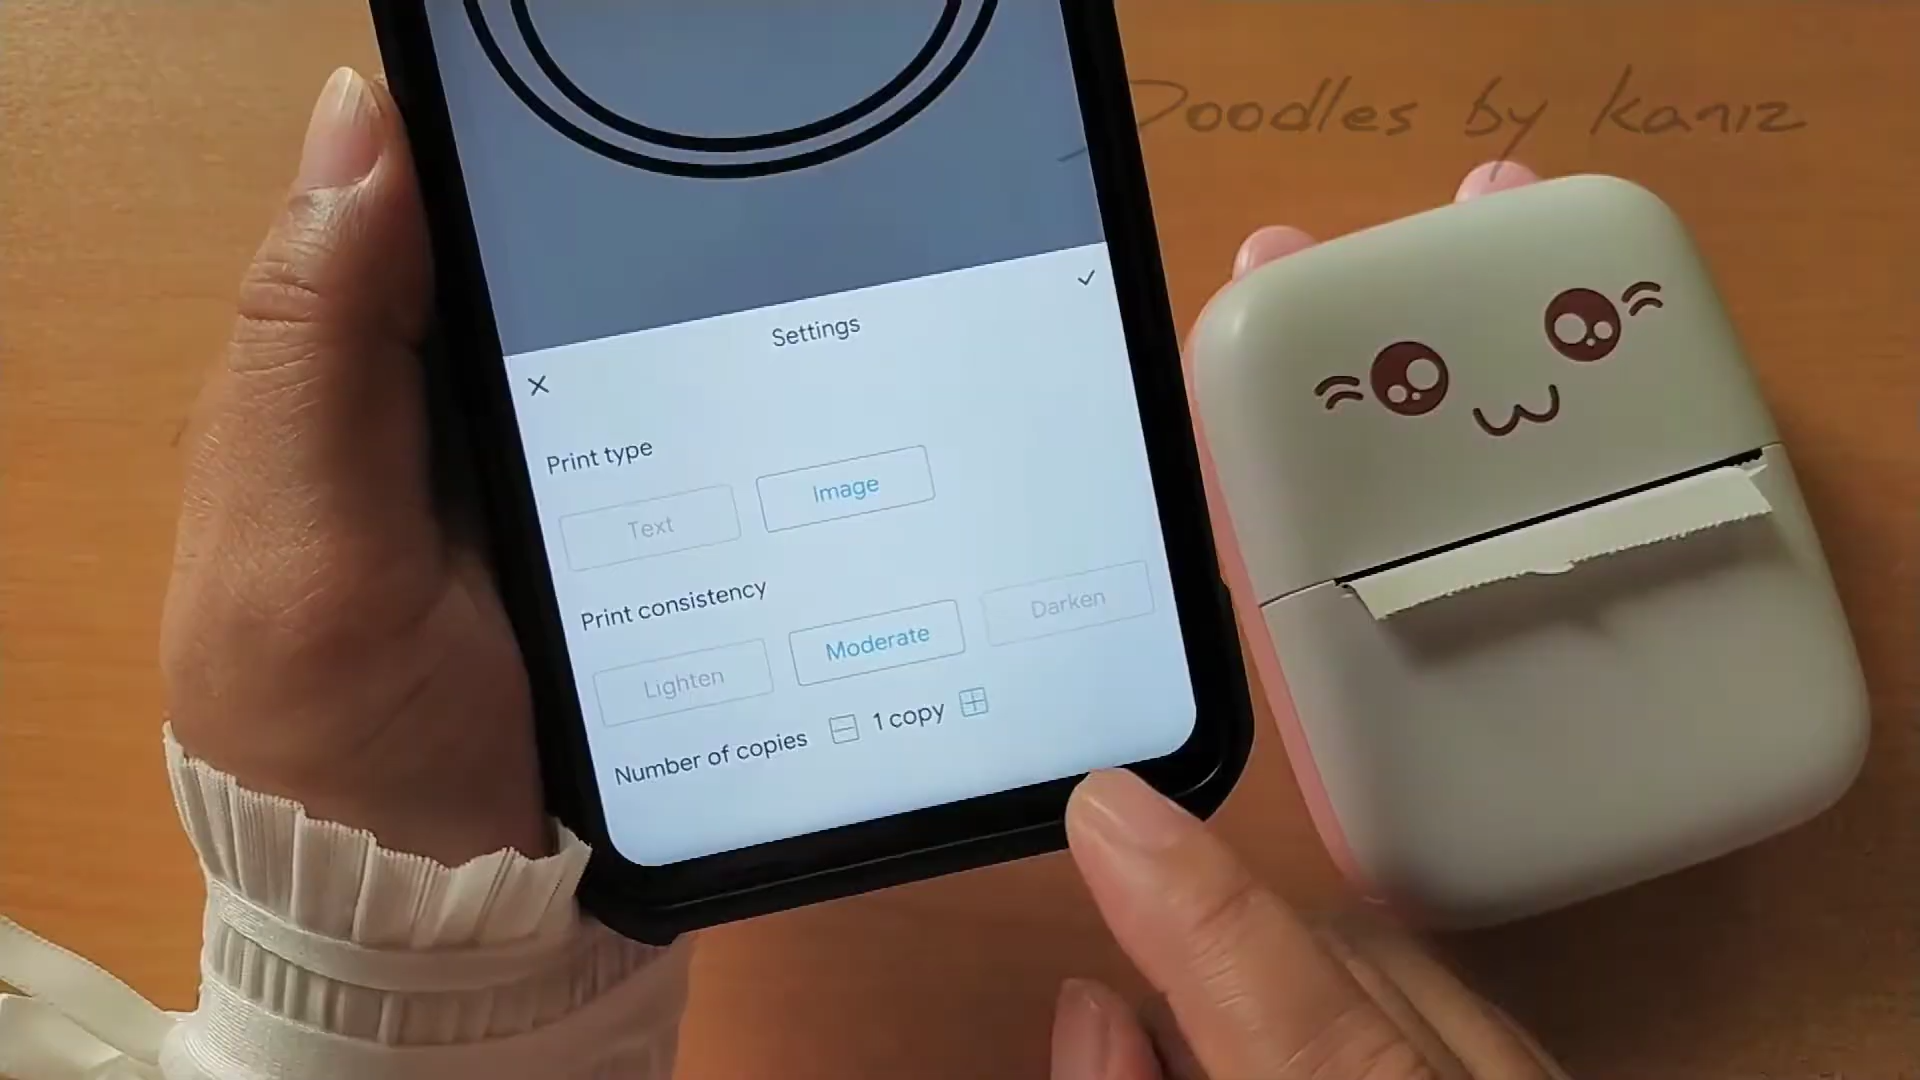 Doodles by kaniz
Settings
Print type
Text
Image
Print consistency
Lighten
Moderate
Darken
Number of copies
1 copy